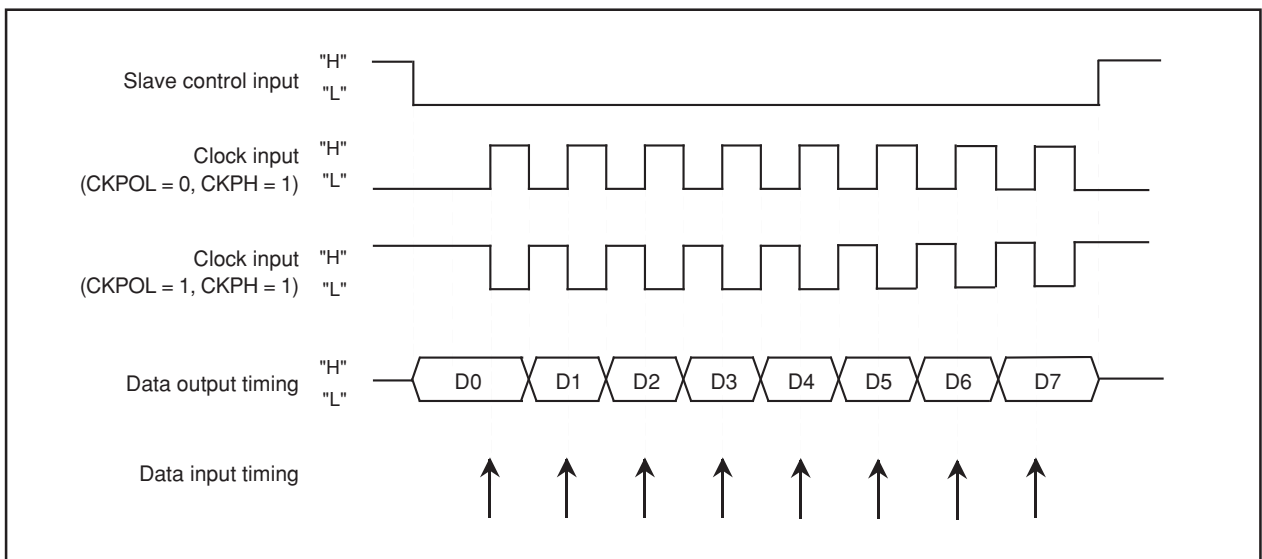 Slave control input "H"
"L"
Clock input "H"
(CKPOL = 0, CKPH = 1) "L"
Clock input "H"
(CKPOL = 1, CKPH = 1) "L"
Data output timing "H"
"L"
D0 D1 D2 D3 D4 D5 D6 D7
Data input timing